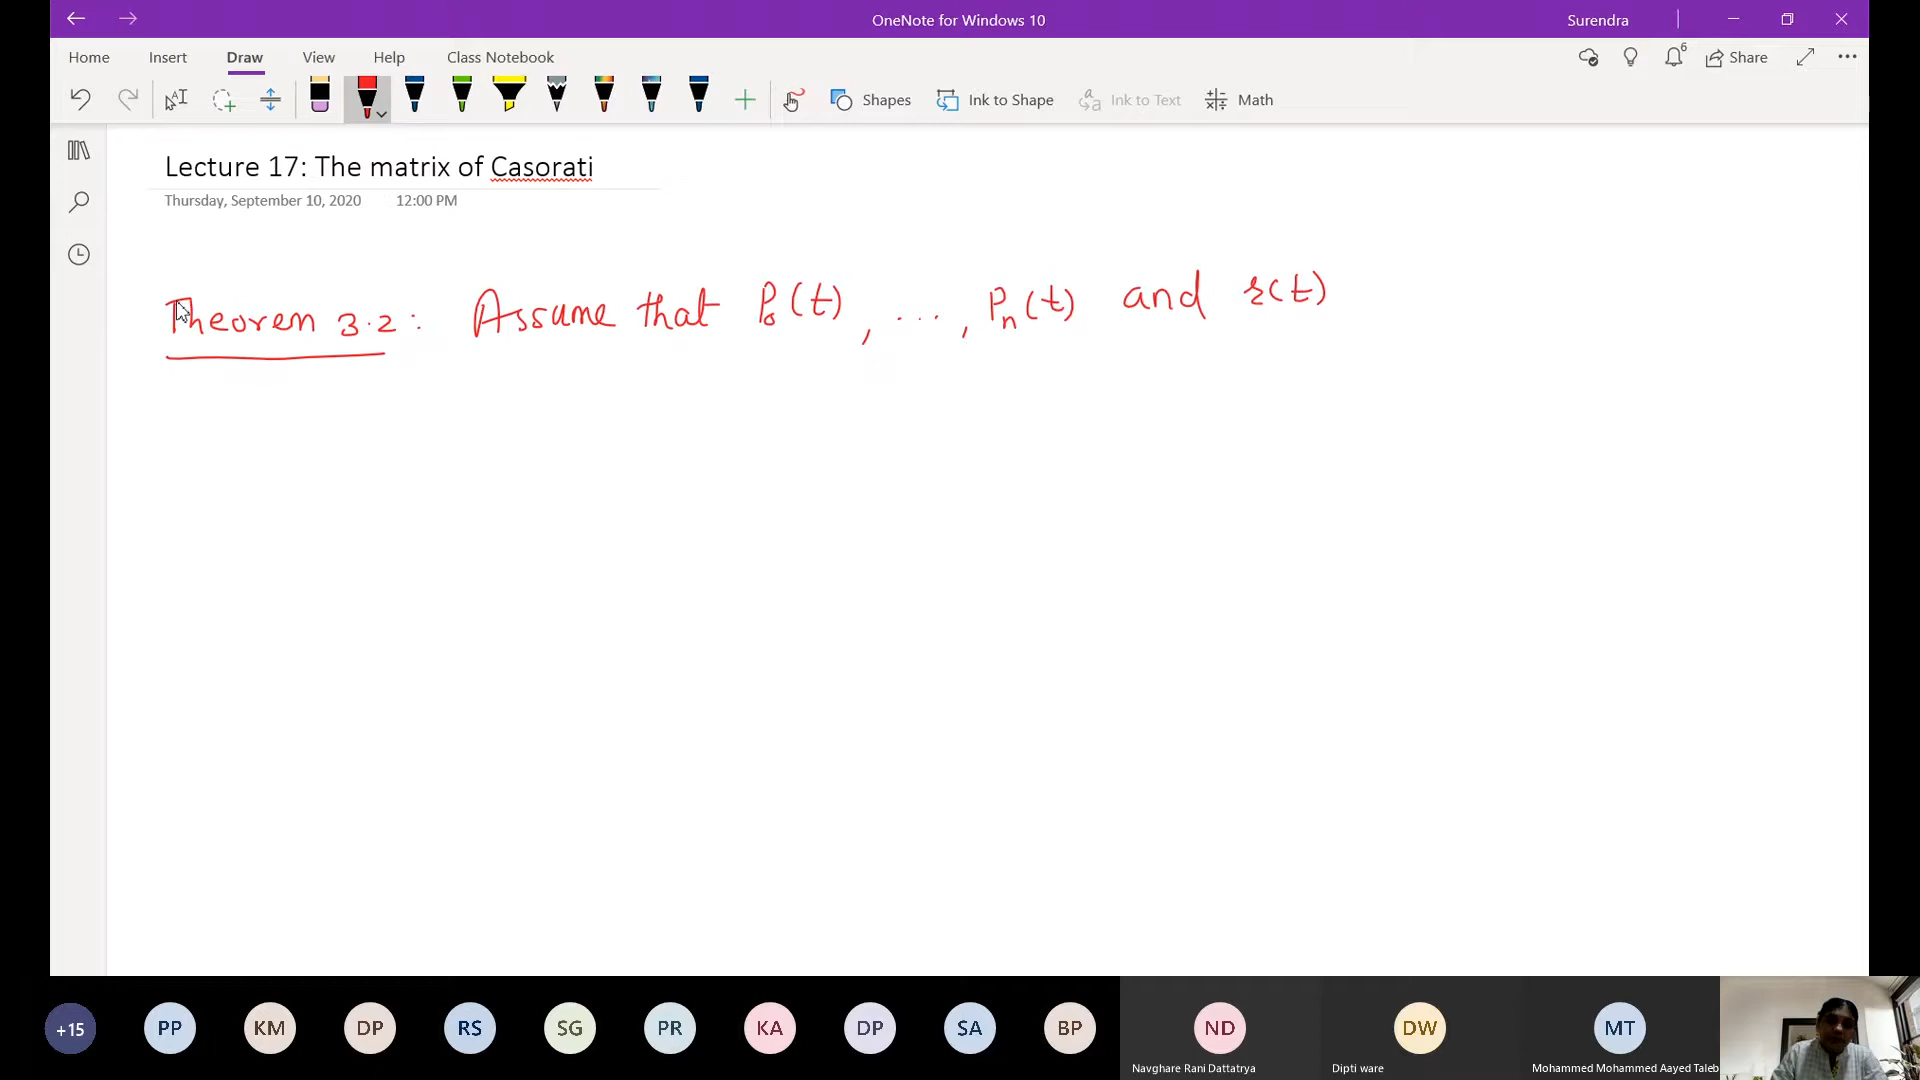 OneNote for Windows 10
Surendra
Home Insert Draw View Help Class Notebook
6
Share
Shapes Ink to Shape Ink to Text Math
Lecture 17: The matrix of Casorati
Thursday, September 10, 2020 12:00 PM
Theorem 3.2: Assume that P₀(t), ..., Pₙ(t) and r(t)
+15 PP KM DP RS SG PR KA DP SA BP ND DW MT
Navghare Rani Dattatrya Dipti ware Mohammed Mohammed Aayed Taleb